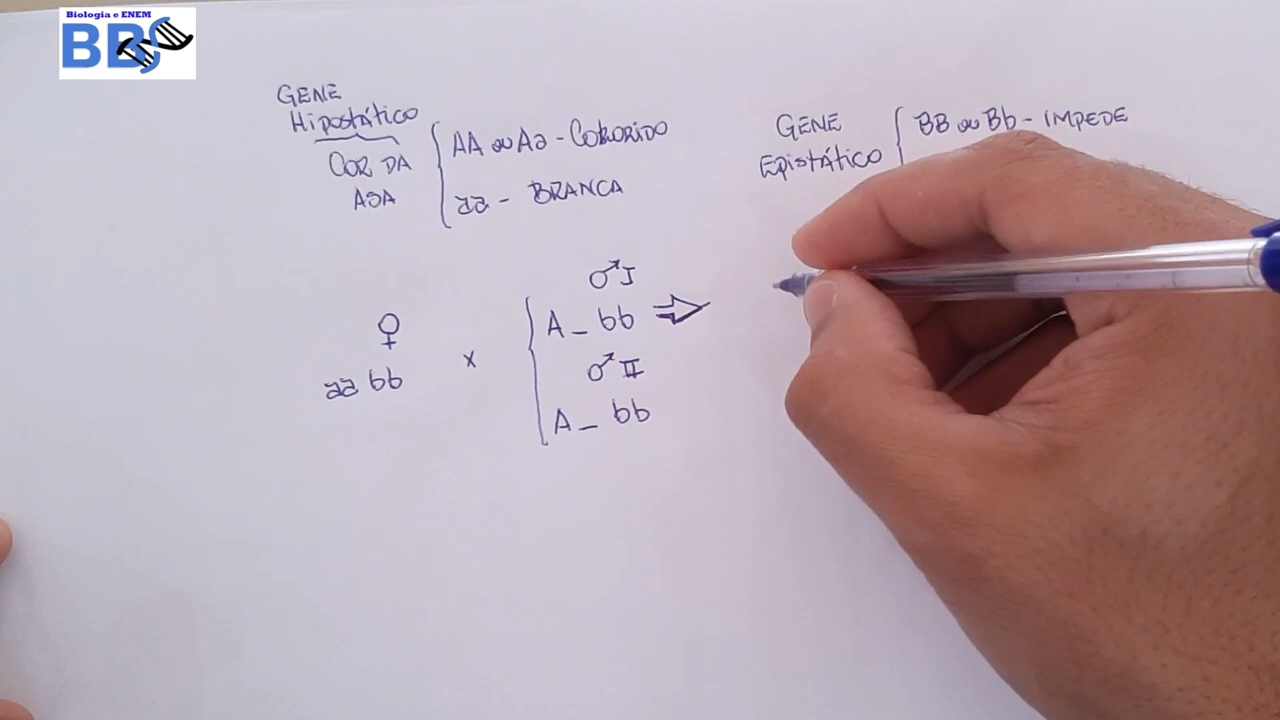 Biologia e ENEM
BBS
GENE
Hipostático
COR DA
ASA
AA ou Aa - COLORIDO
aa - BRANCA
GENE
Epistático
BB ou Bb - IMPEDE
♀
aa bb
x
♂ I
A _ bb ⇒
♂ II
A _ bb